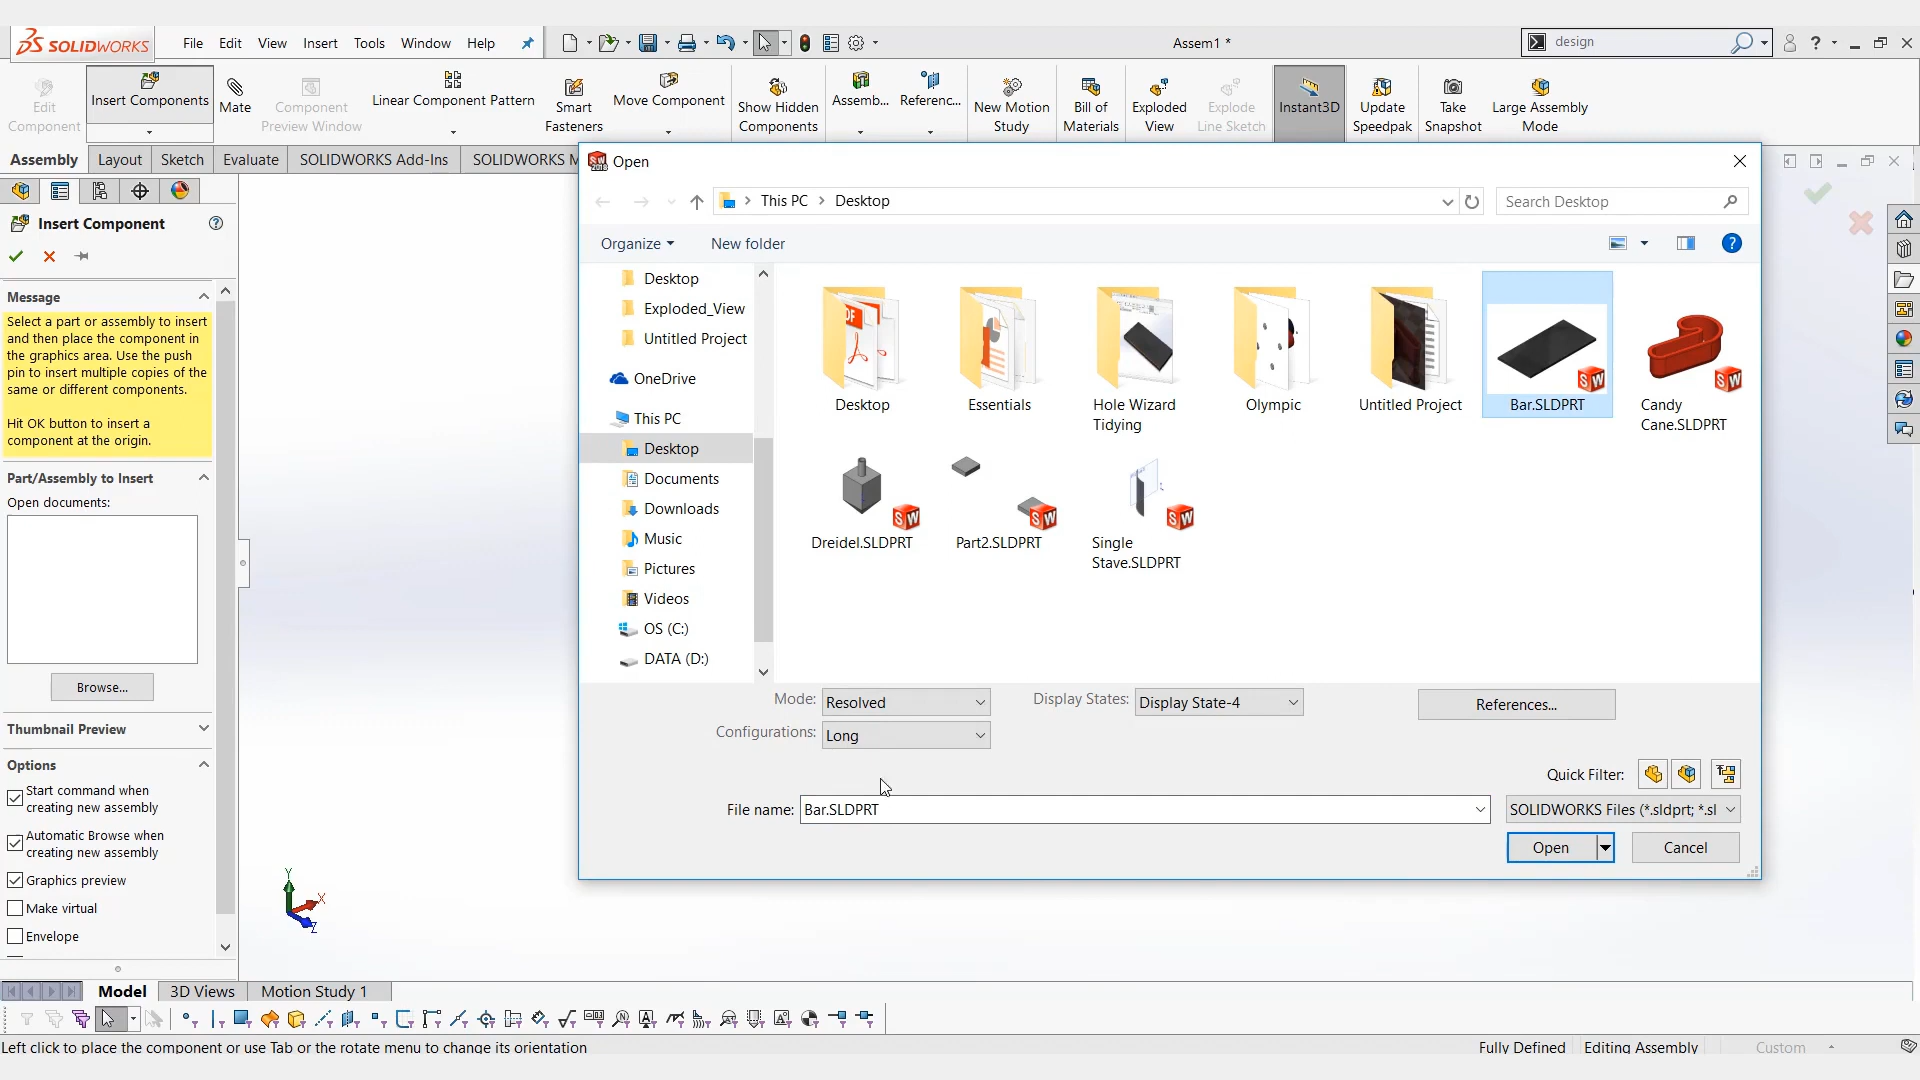 SOLIDWORKS
File Edit View Insert Tools Window Help
Assem1 *
design
Edit Component
Insert Components
Mate
Component Preview Window
Linear Component Pattern
Smart Fasteners
Move Component
Show Hidden Components
Assemb...
Referenc...
New Motion Study
Bill of Materials
Exploded View
Explode Line Sketch
Instant3D
Update Speedpak
Take Snapshot
Large Assembly Mode
Assembly Layout Sketch Evaluate SOLIDWORKS Add-Ins SOLIDWORKS M
Insert Component
Message
Select a part or assembly to insert
and then place the component in
the graphics area. Use the push
pin to insert multiple copies of the
same or different components.
Hit OK button to insert a
component at the origin.
Part/Assembly to Insert
Open documents:
Browse...
Thumbnail Preview
Options
Start command when
creating new assembly
Automatic Browse when
creating new assembly
Graphics preview
Make virtual
Envelope
Open
This PC > Desktop
Search Desktop
Organize
New folder
Desktop
Exploded_View
Untitled Project
OneDrive
This PC
Desktop
Documents
Downloads
Music
Pictures
Videos
OS (C:)
DATA (D:)
Desktop
Essentials
Hole Wizard
Tidying
Olympic
Untitled Project
Bar.SLDPRT
Candy
Cane.SLDPRT
Dreidel.SLDPRT
Part2.SLDPRT
Single
Stave.SLDPRT
Mode: Resolved
Display States: Display State-4
References...
Configurations: Long
Quick Filter:
File name: Bar.SLDPRT
SOLIDWORKS Files (*.sldprt; *.sl
Open
Cancel
Y
X
Z
Model 3D Views Motion Study 1
Left click to place the component or use Tab or the rotate menu to change its orientation
Fully Defined
Editing Assembly
Custom